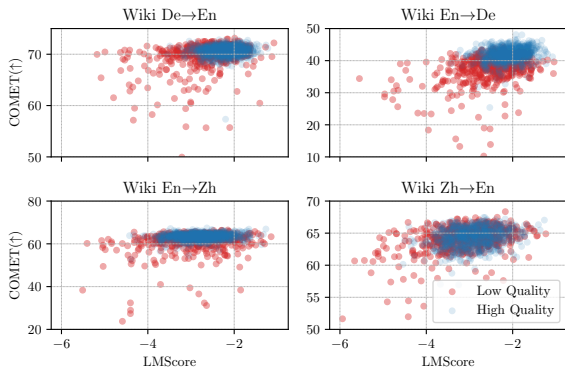 Wiki De→En
Wiki En→De
COMET(↑)
70
60
50
50
40
30
20
10
Wiki En→Zh
Wiki Zh→En
COMET(↑)
80
60
40
20
70
65
60
55
50
Low Quality
High Quality
−6
−4
−2
−6
−4
−2
LMScore
LMScore